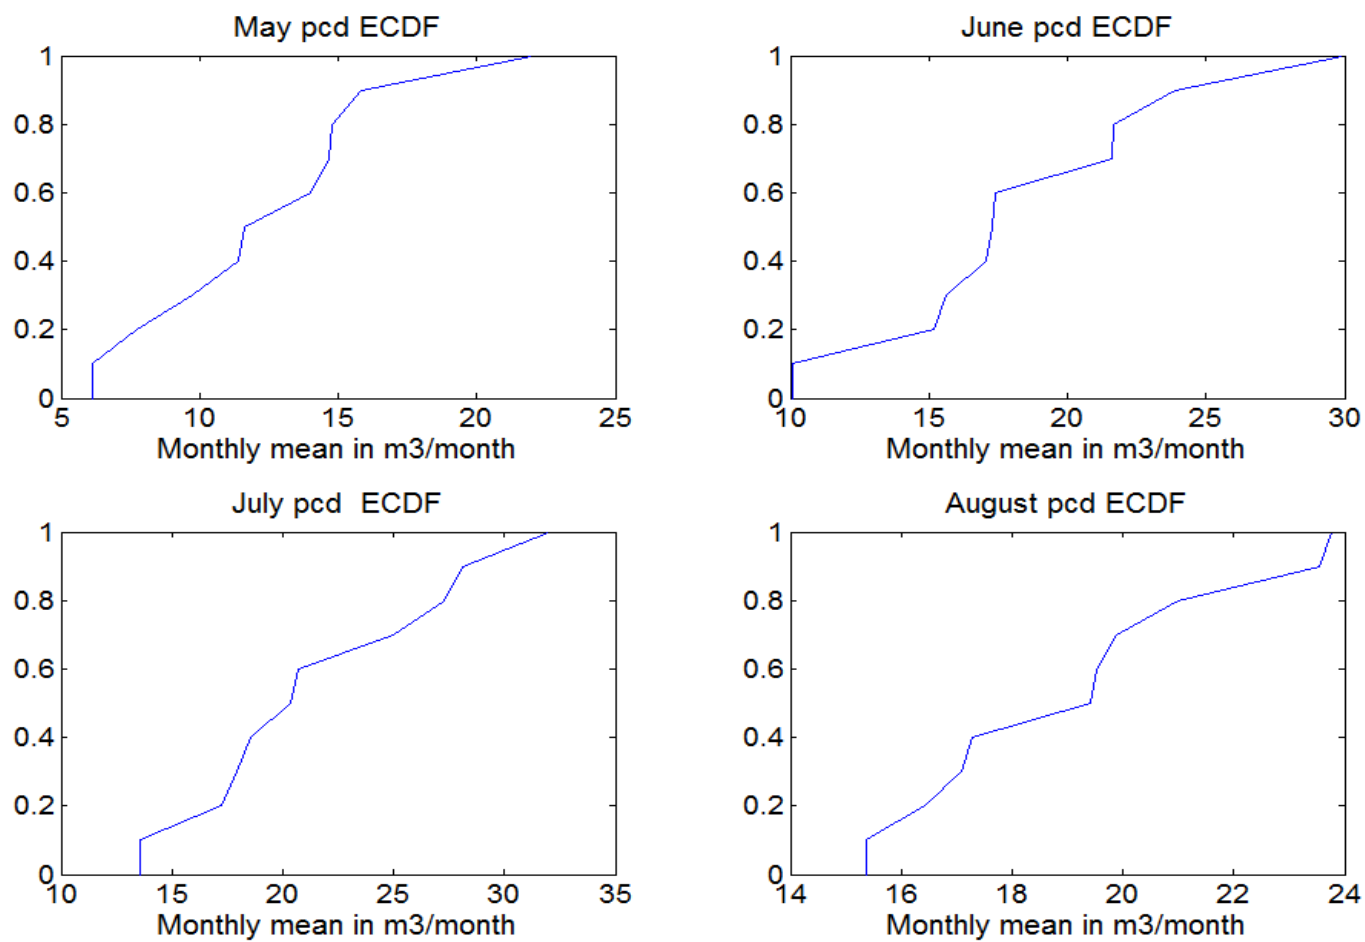 May pcd ECDF
1
0.8
0.6
0.4
0.2
0
5 10 15 20 25
Monthly mean in m3/month
June pcd ECDF
1
0.8
0.6
0.4
0.2
0
10 15 20 25 30
Monthly mean in m3/month
July pcd  ECDF
1
0.8
0.6
0.4
0.2
0
10 15 20 25 30 35
Monthly mean in m3/month
August pcd ECDF
1
0.8
0.6
0.4
0.2
0
14 16 18 20 22 24
Monthly mean in m3/month